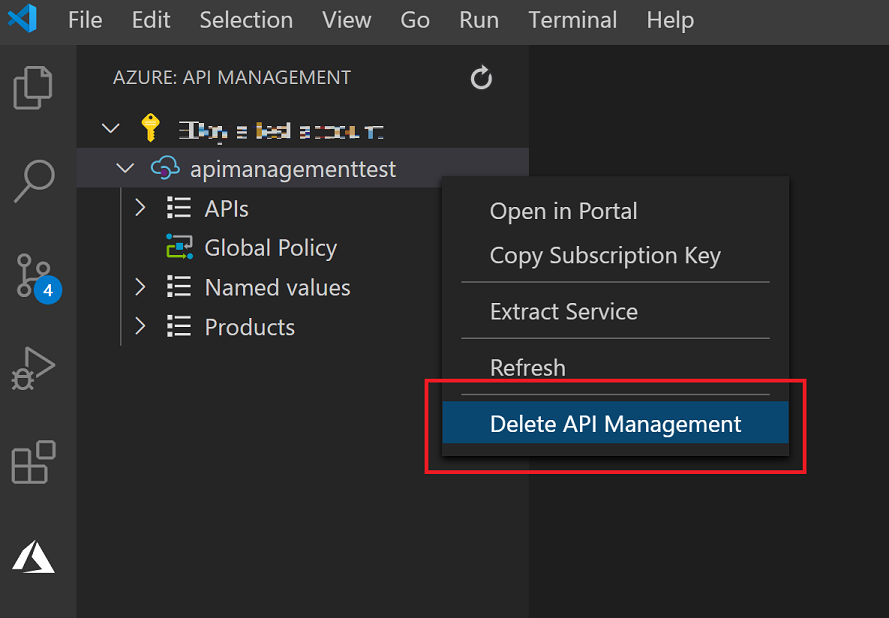 File Edit Selection View Go Run Terminal Help
AZURE: API MANAGEMENT
apimanagementtest
APIs
Global Policy
Named values
Products
4
Open in Portal
Copy Subscription Key
Extract Service
Refresh
Delete API Management